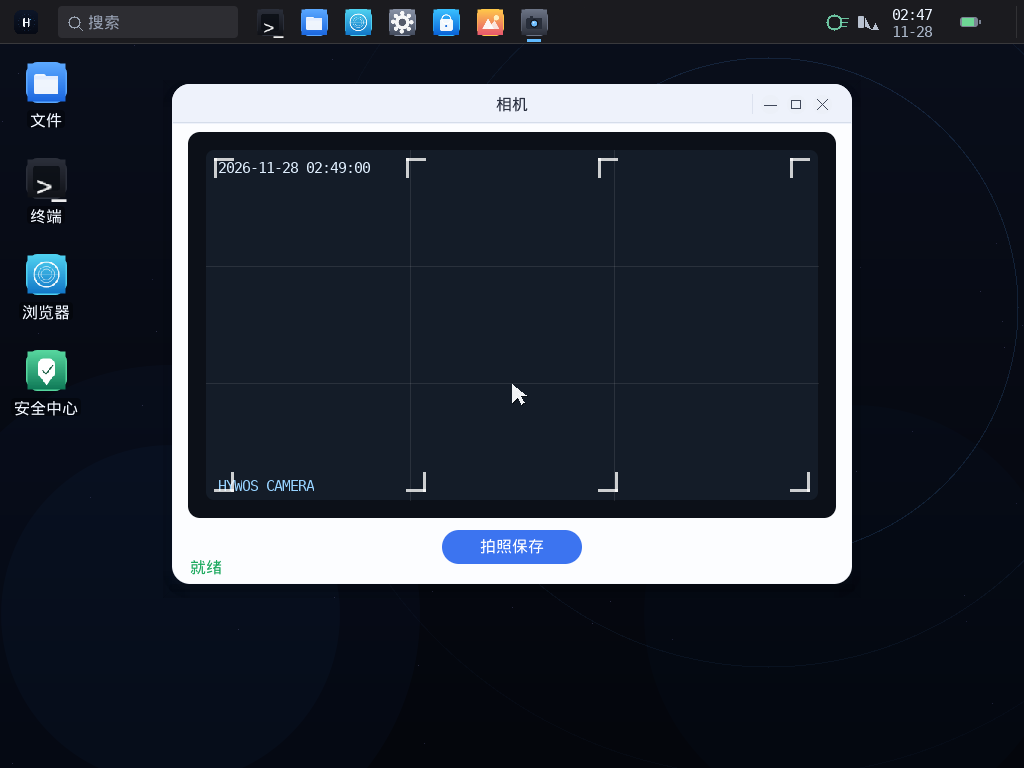 H
搜索
>_
02:47
11-28
文件
>_
终端
浏览器
安全中心
相机
2026-11-28 02:49:00
HYWOS CAMERA
拍照保存
就绪